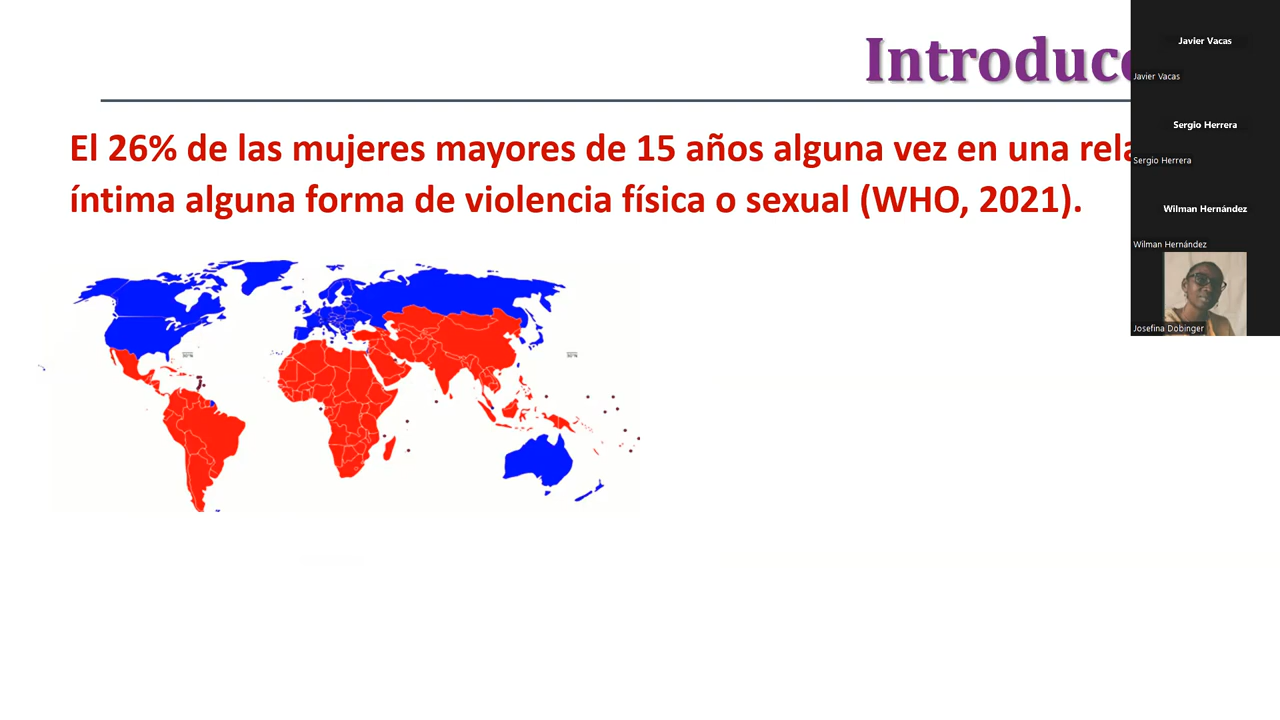 Introducc
El 26% de las mujeres mayores de 15 años alguna vez en una rela
íntima alguna forma de violencia física o sexual (WHO, 2021).
Javier Vacas
Javier Vacas
Sergio Herrera
Sergio Herrera
Wilman Hernández
Wilman Hernández
Josefina Dobinger